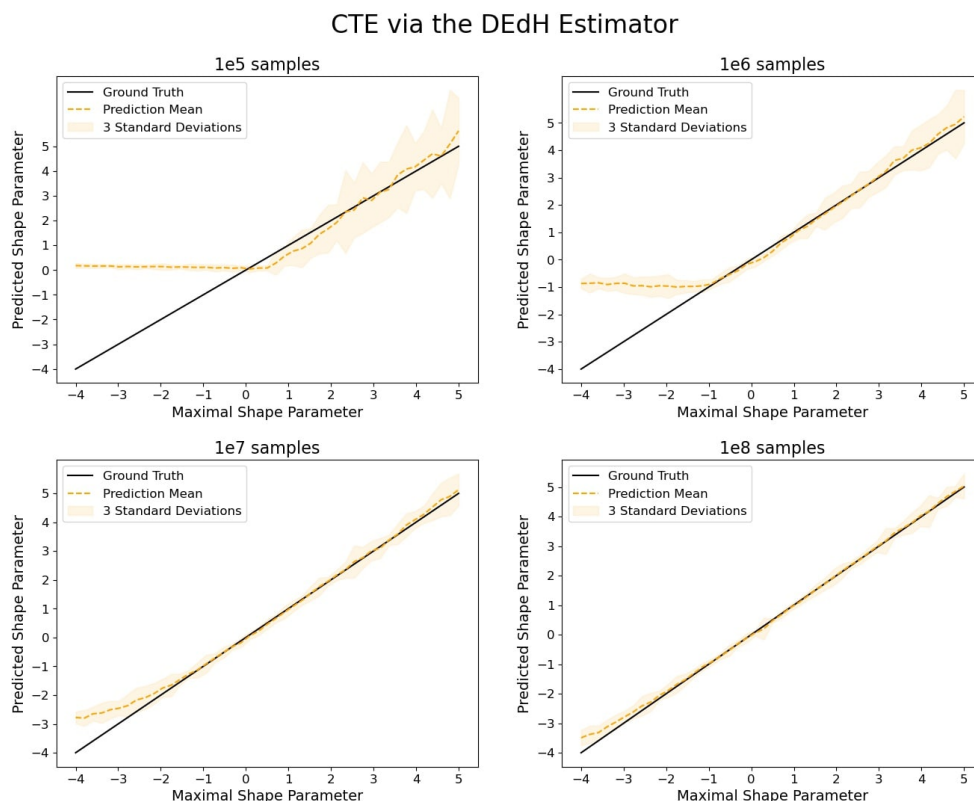 CTE via the DEdH Estimator
1e5 samples
Ground Truth
Prediction Mean
3 Standard Deviations
5
4
3
2
1
0
−1
−2
−3
−4
Predicted Shape Parameter
−4 −3 −2 −1 0 1 2 3 4 5
Maximal Shape Parameter
1e6 samples
Ground Truth
Prediction Mean
3 Standard Deviations
5
4
3
2
1
0
−1
−2
−3
−4
Predicted Shape Parameter
−4 −3 −2 −1 0 1 2 3 4 5
Maximal Shape Parameter
1e7 samples
Ground Truth
Prediction Mean
3 Standard Deviations
5
4
3
2
1
0
−1
−2
−3
−4
Predicted Shape Parameter
−4 −3 −2 −1 0 1 2 3 4 5
Maximal Shape Parameter
1e8 samples
Ground Truth
Prediction Mean
3 Standard Deviations
5
4
3
2
1
0
−1
−2
−3
−4
Predicted Shape Parameter
−4 −3 −2 −1 0 1 2 3 4 5
Maximal Shape Parameter